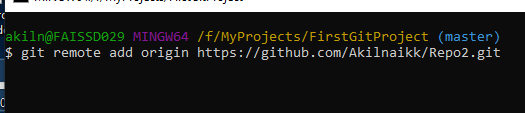 akiln@FAISSD029 MINGW64 /f/MyProjects/FirstGitProject (master)
$ git remote add origin https://github.com/Akilnaikk/Repo2.git